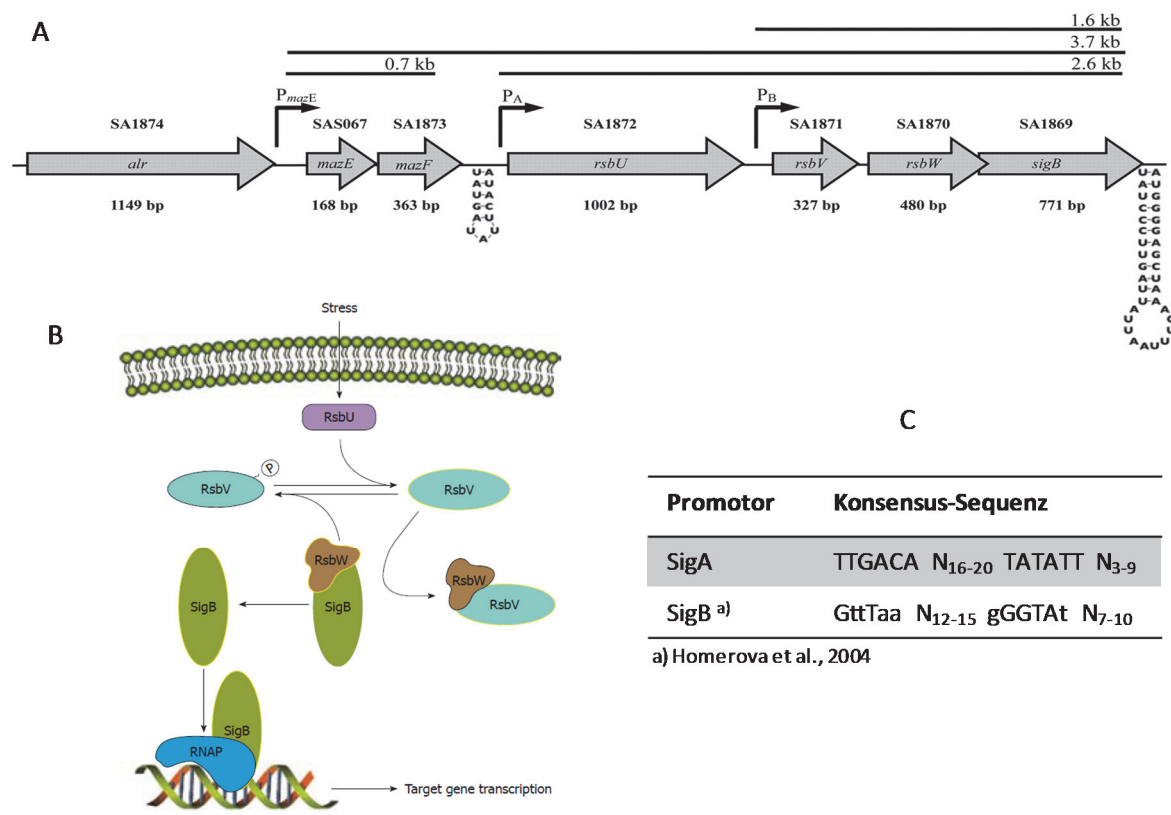 A
1.6 kb
3.7 kb
0.7 kb 2.6 kb
PmazE PA PB
SA1874 SAS067 SA1873 SA1872 SA1871 SA1870 SA1869
alr mazE mazF rsbU rsbV rsbW sigB
1149 bp 168 bp 363 bp 1002 bp 327 bp 480 bp 771 bp
B
Stress
RsbU
P
RsbV RsbV
RsbW
SigB SigB
RsbW
RsbV
SigB
RNAP
Target gene transcription
C
Promotor Konsensus-Sequenz
SigA TTGACA N16-20 TATATT N3-9
SigB a) GttTaa N12-15 gGGTAt N7-10
a) Homerova et al., 2004